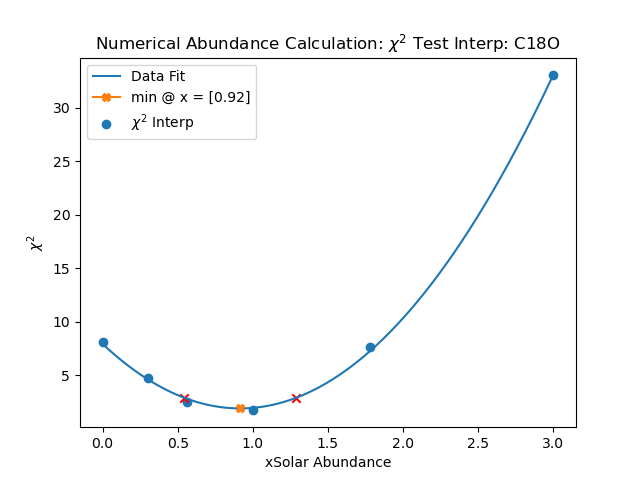 Numerical Abundance Calculation: χ² Test Interp: C18O
Data Fit
min @ x = [0.92]
χ² Interp
χ²
30
25
20
15
10
5
0.0 0.5 1.0 1.5 2.0 2.5 3.0
xSolar Abundance